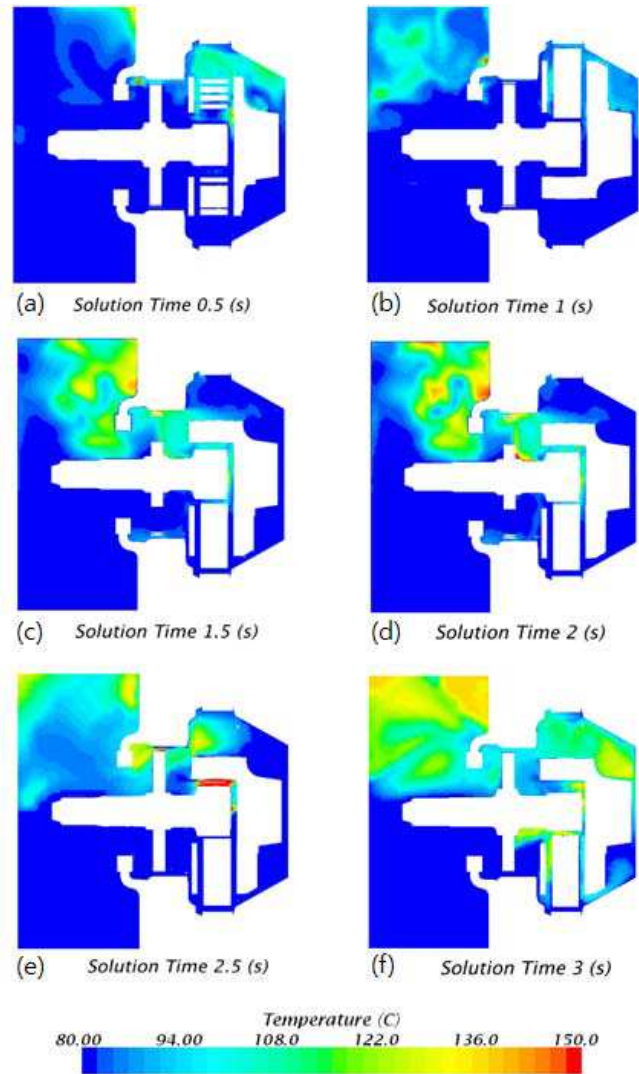 (a) Solution Time 0.5 (s)
(b) Solution Time 1 (s)
(c) Solution Time 1.5 (s)
(d) Solution Time 2 (s)
(e) Solution Time 2.5 (s)
(f) Solution Time 3 (s)
Temperature (C)
80.00 94.00 108.0 122.0 136.0 150.0